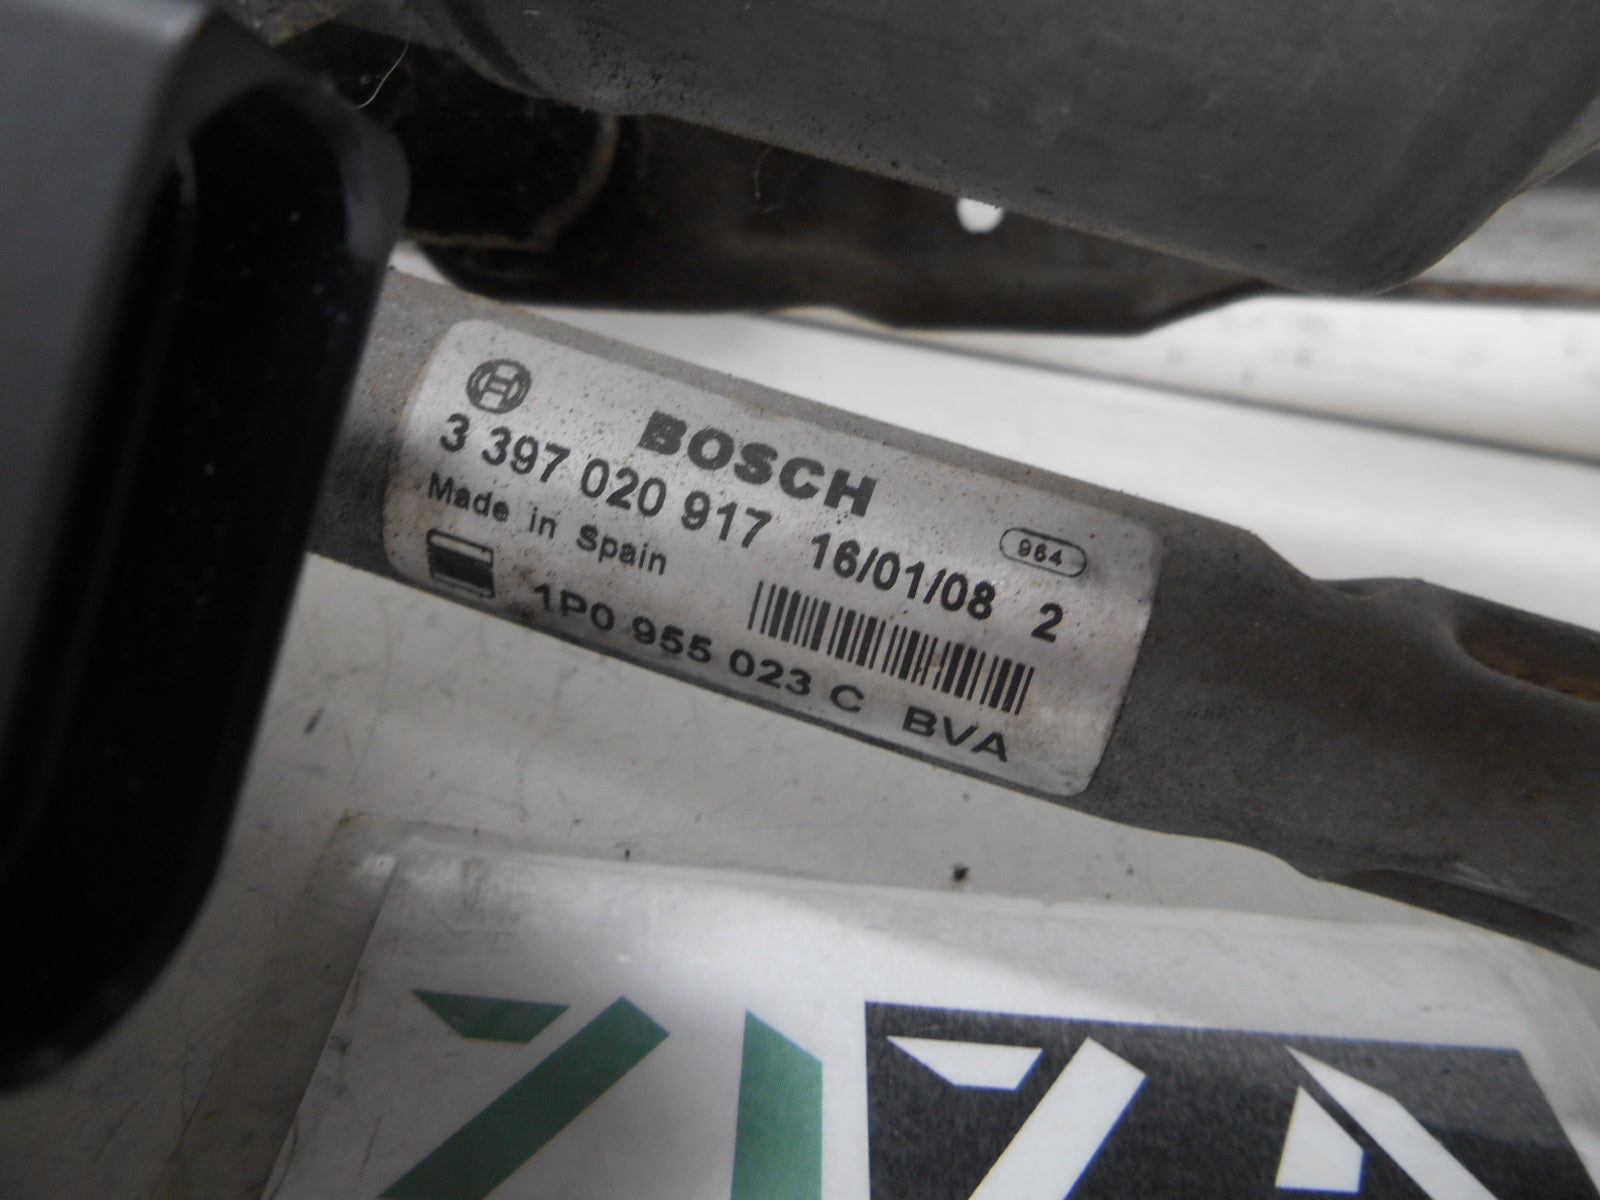 BOSCH
3 397 020 917 16/01/08 2
964
Made in Spain
1P0 955 023 C BVA